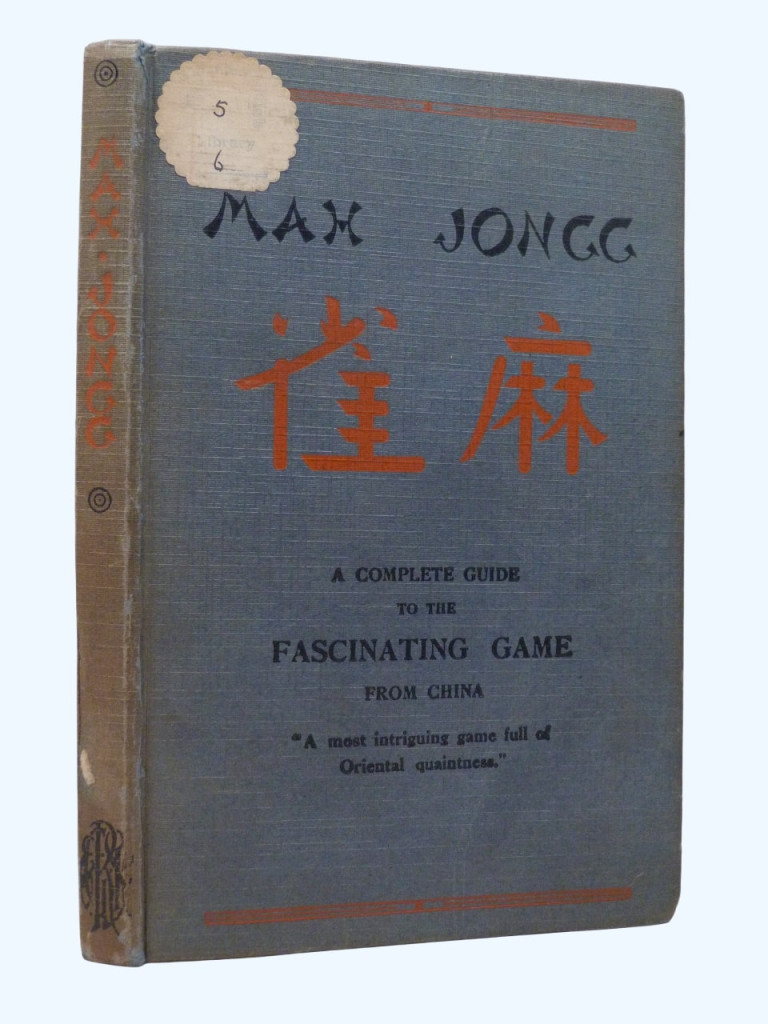 MAH-JONGG
5
Library
6
MAH JONGG
麻雀
A COMPLETE GUIDE
TO THE
FASCINATING GAME
FROM CHINA
"A most intriguing game full of
Oriental quaintness."